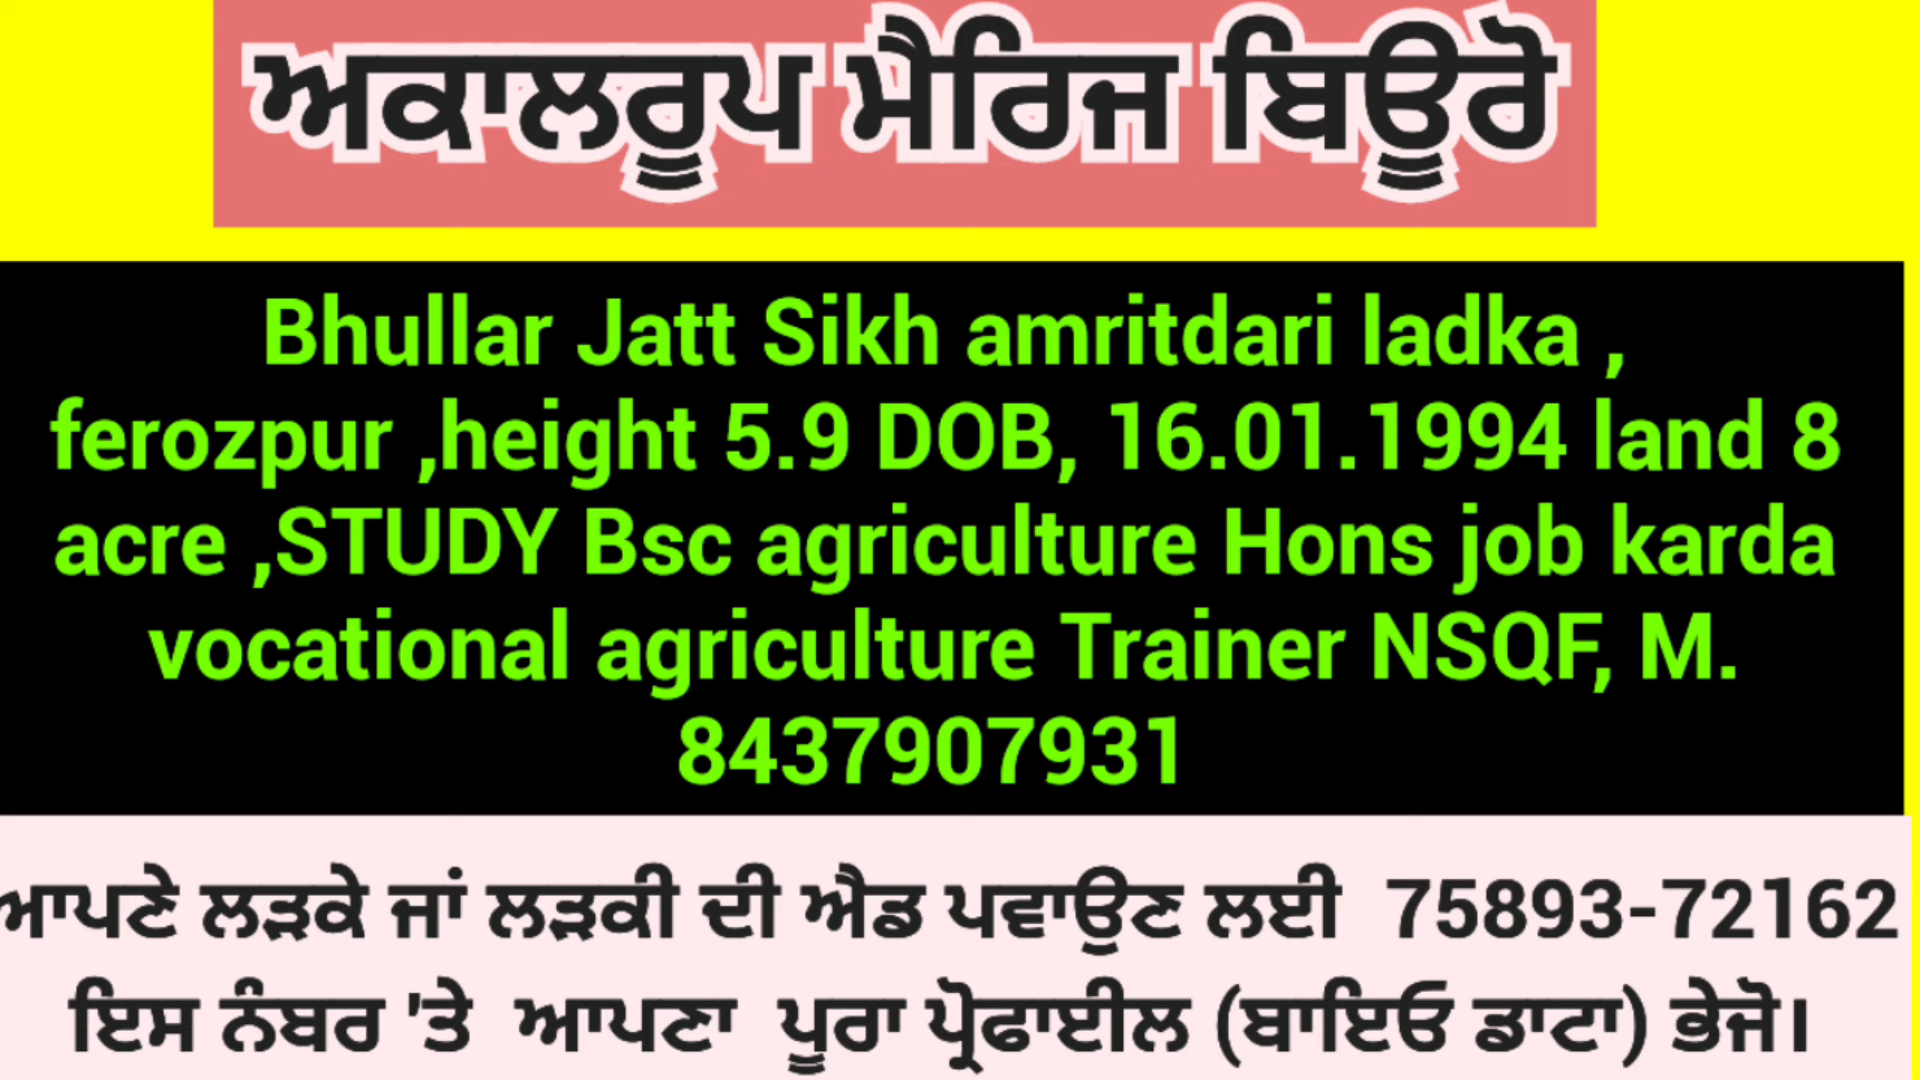 ਅਕਾਲਰੂਪ ਮੈਰਿਜ ਬਿਊਰੋ
Bhullar Jatt Sikh amritdari ladka ,
ferozpur ,height 5.9 DOB, 16.01.1994 land 8
acre ,STUDY Bsc agriculture Hons job karda
vocational agriculture Trainer NSQF, M.
8437907931
ਆਪਣੇ ਲੜਕੇ ਜਾਂ ਲੜਕੀ ਦੀ ਐਡ ਪਵਾਉਣ ਲਈ 75893-72162
ਇਸ ਨੰਬਰ 'ਤੇ ਆਪਣਾ ਪੂਰਾ ਪ੍ਰੋਫਾਈਲ (ਬਾਇਓ ਡਾਟਾ) ਭੇਜੋ।